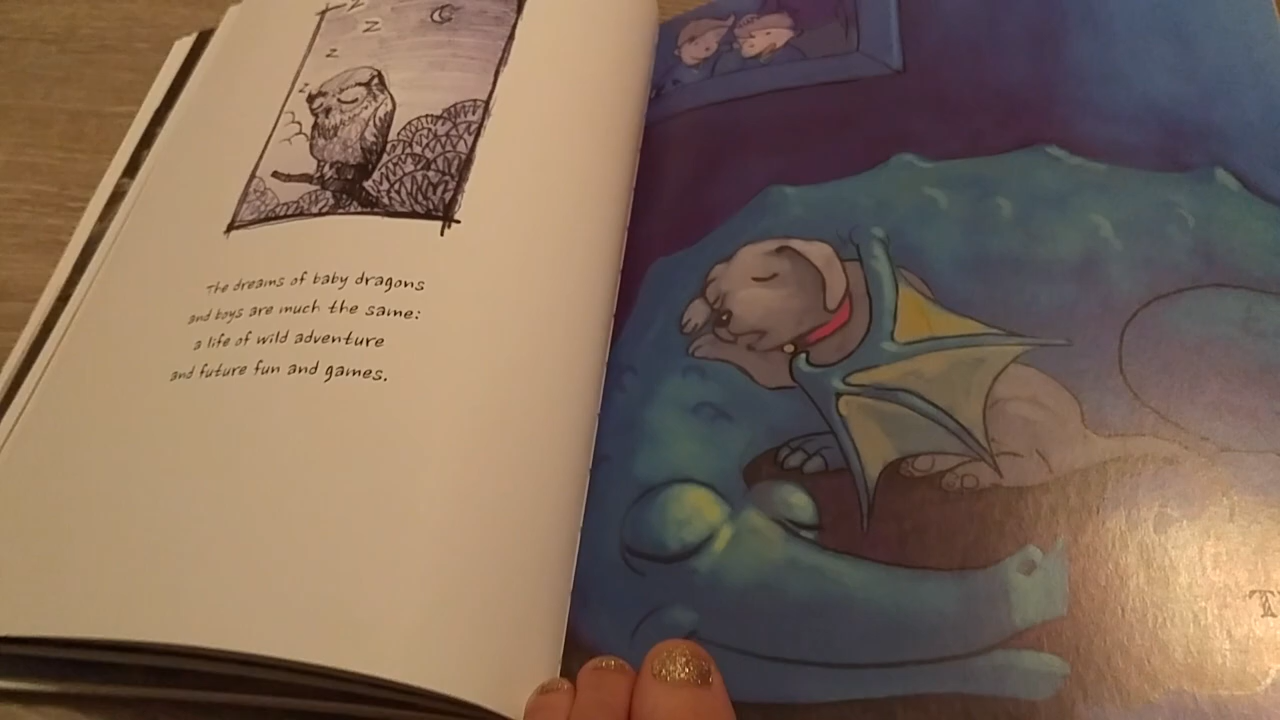 z
z
z
z
The dreams of baby dragons
and boys are much the same:
a life of wild adventure
and future fun and games.
T